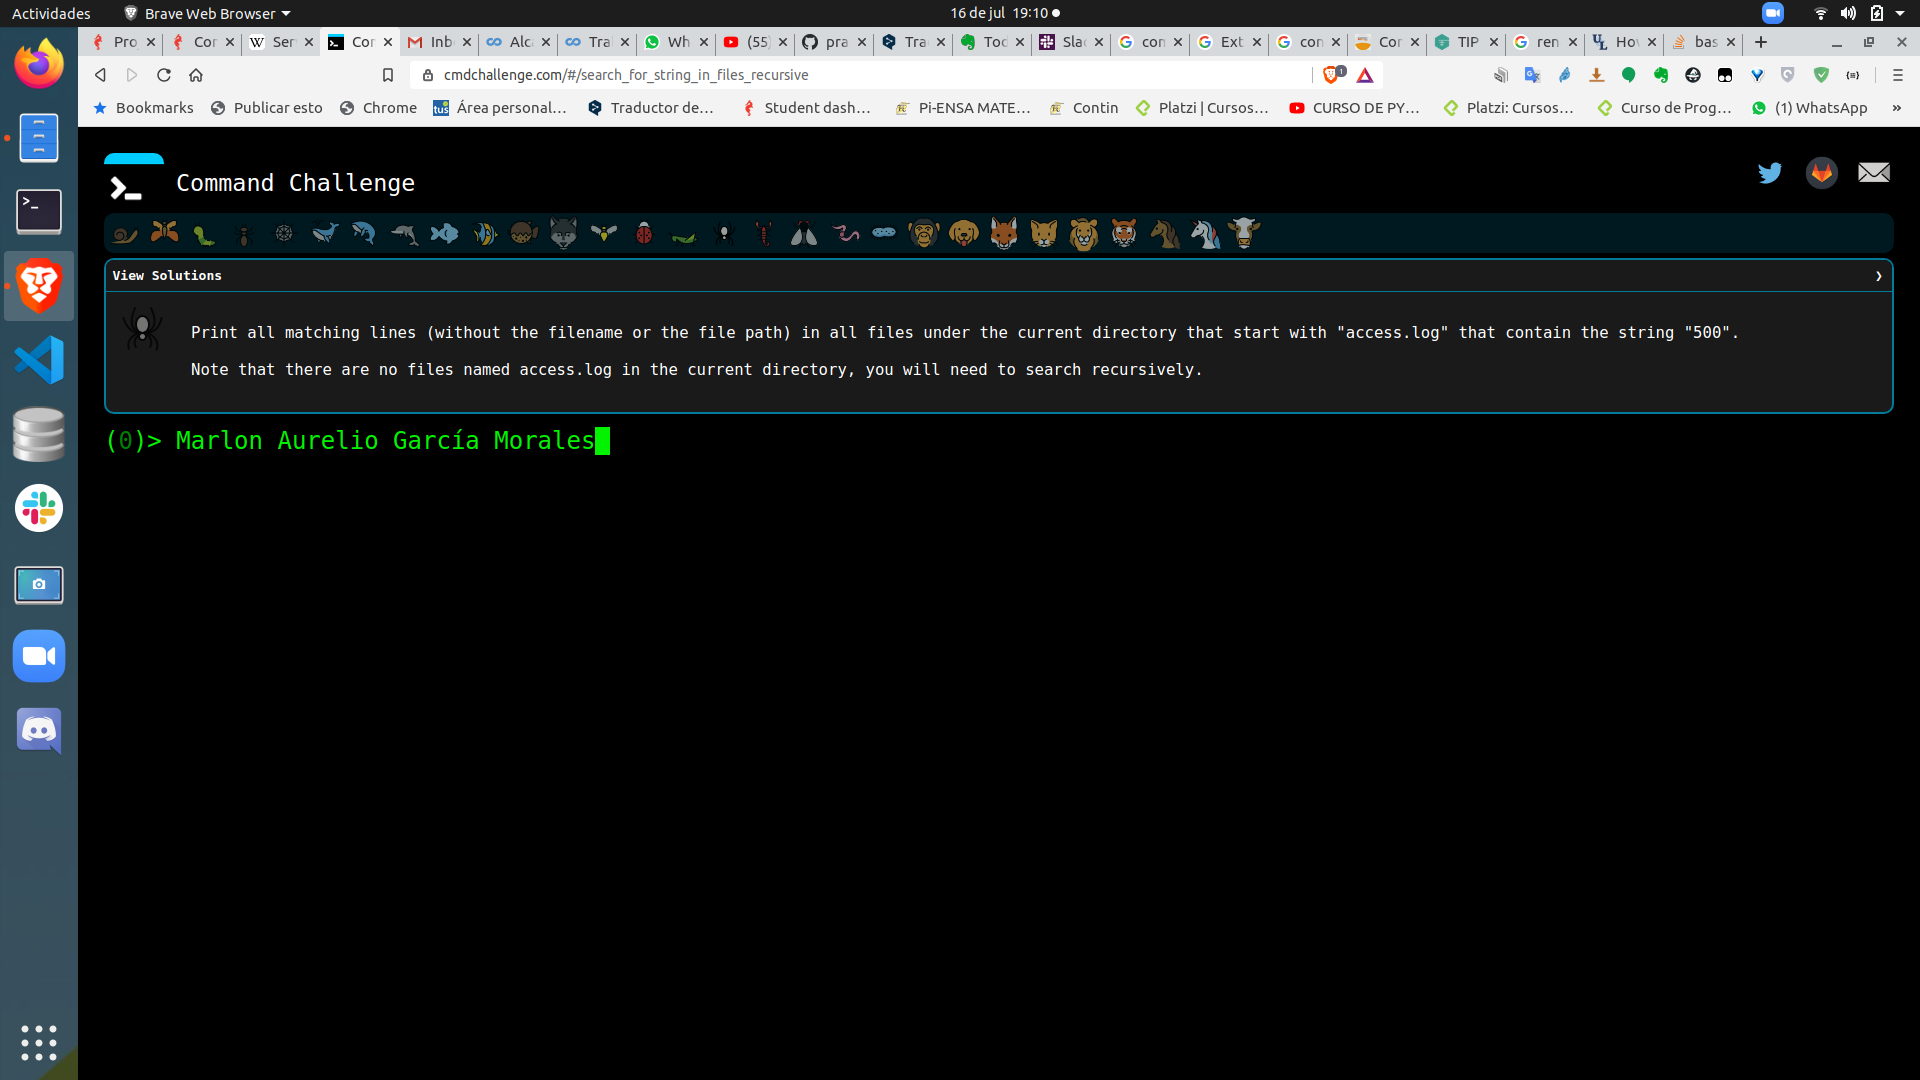 Actividades Brave Web Browser 16 de jul 19:10
Pro Cor Ser Cor Inb Alc Tra Wh (55) pra Tra Toc Slac con Ext con Cor TIP ren Ho bas
cmdchallenge.com/#/search_for_string_in_files_recursive 1
Bookmarks Publicar esto Chrome Área personal... Traductor de... Student dash... Pi-ENSA MATE... Contin Platzi | Cursos... CURSO DE PY... Platzi: Cursos... Curso de Prog... (1) WhatsApp »
Command Challenge
View Solutions
Print all matching lines (without the filename or the file path) in all files under the current directory that start with "access.log" that contain the string "500".
Note that there are no files named access.log in the current directory, you will need to search recursively.
(0)> Marlon Aurelio García Morales